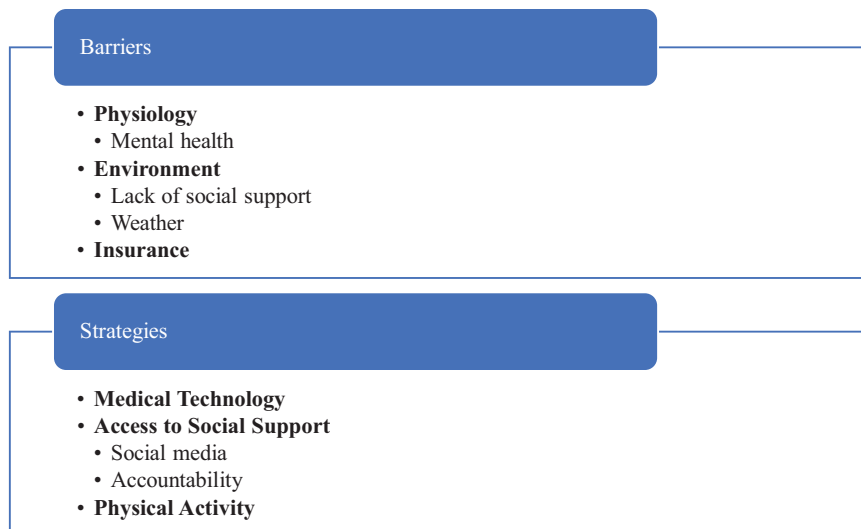 Barriers
• Physiology
• Mental health
• Environment
• Lack of social support
• Weather
• Insurance
Strategies
• Medical Technology
• Access to Social Support
• Social media
• Accountability
• Physical Activity